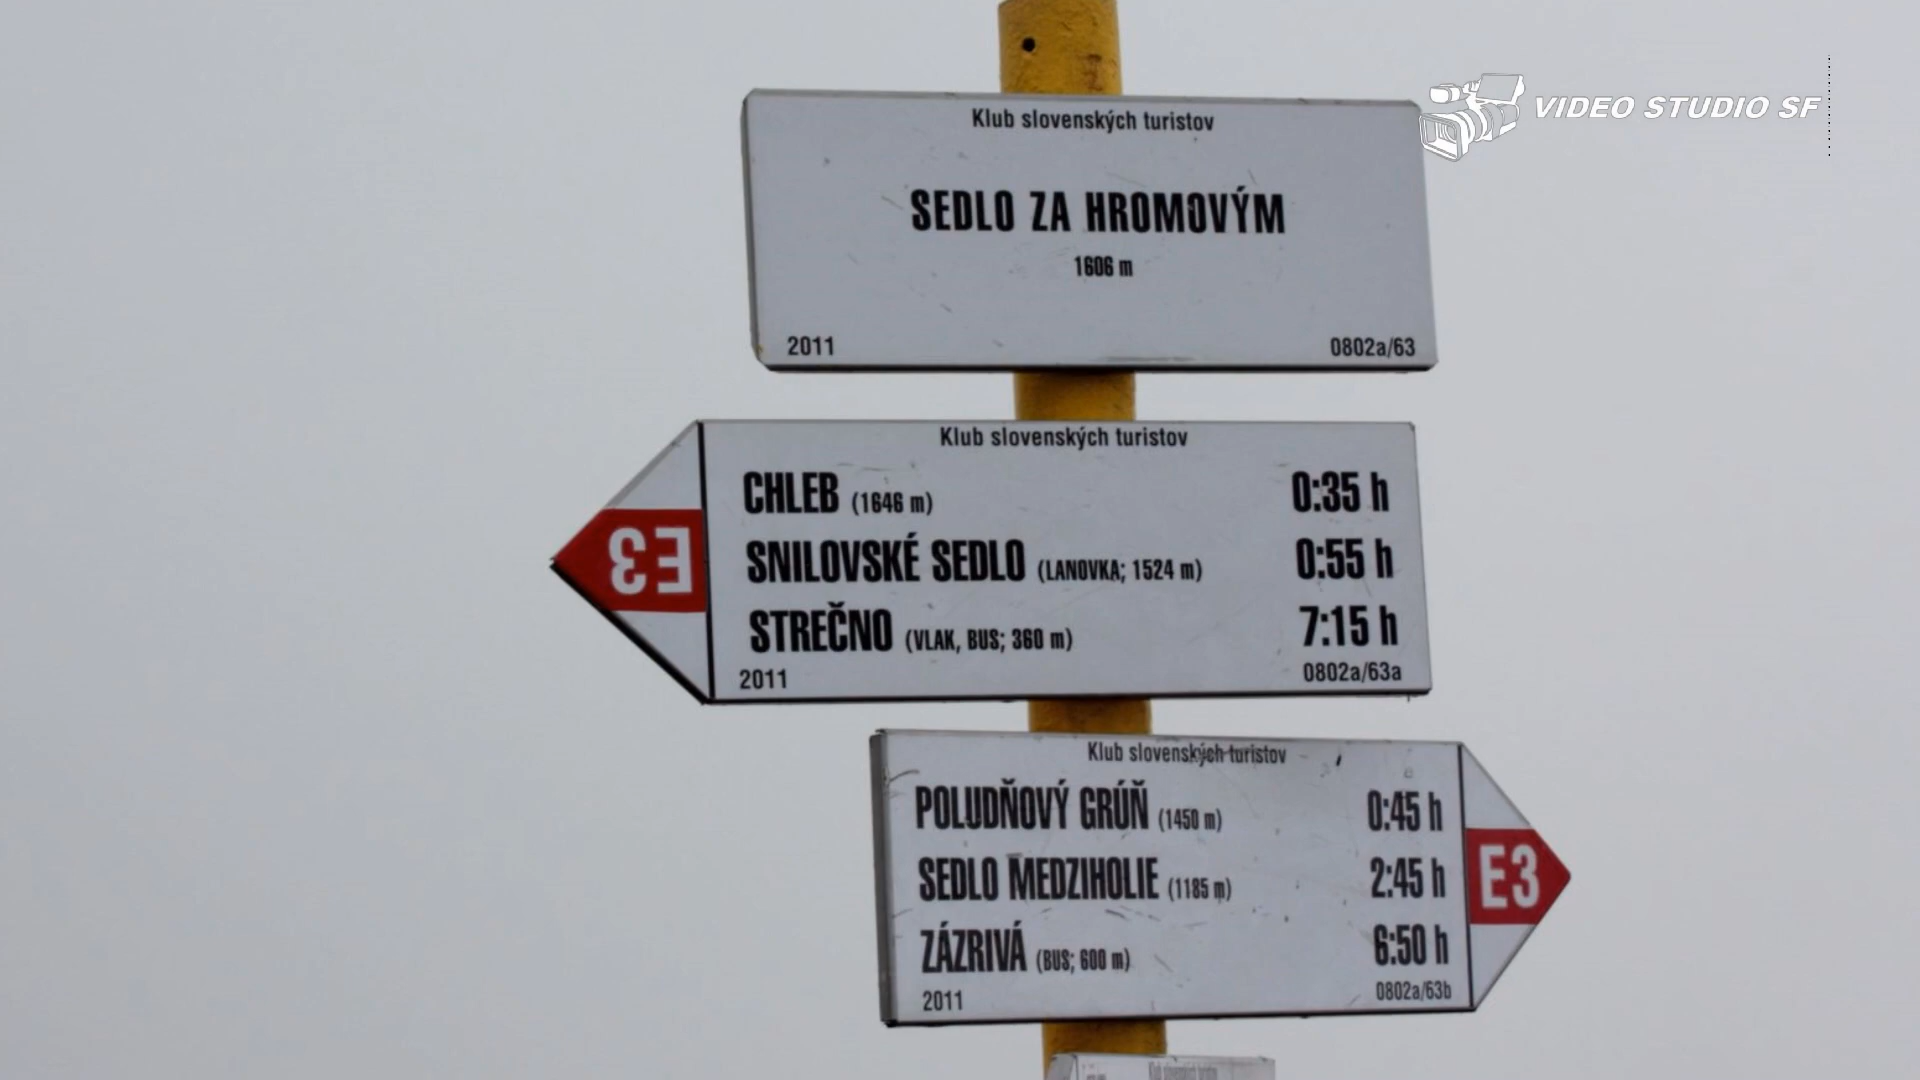 VIDEO STUDIO SF
Klub slovenských turistov
SEDLO ZA HROMOVÝM
1606 m
2011 0802a/63
Klub slovenských turistov
CHLEB (1646 m) 0:35 h
SNILOVSKÉ SEDLO (LANOVKA; 1524 m) 0:55 h
STREČNO (VLAK, BUS; 360 m) 7:15 h
2011 0802a/63a
E3
Klub slovenských turistov
POLUDŇOVÝ GRÚŇ (1450 m) 0:45 h
SEDLO MEDZIHOLIE (1185 m) 2:45 h
ZÁZRIVÁ (BUS; 600 m) 6:50 h
2011 0802a/63b
E3